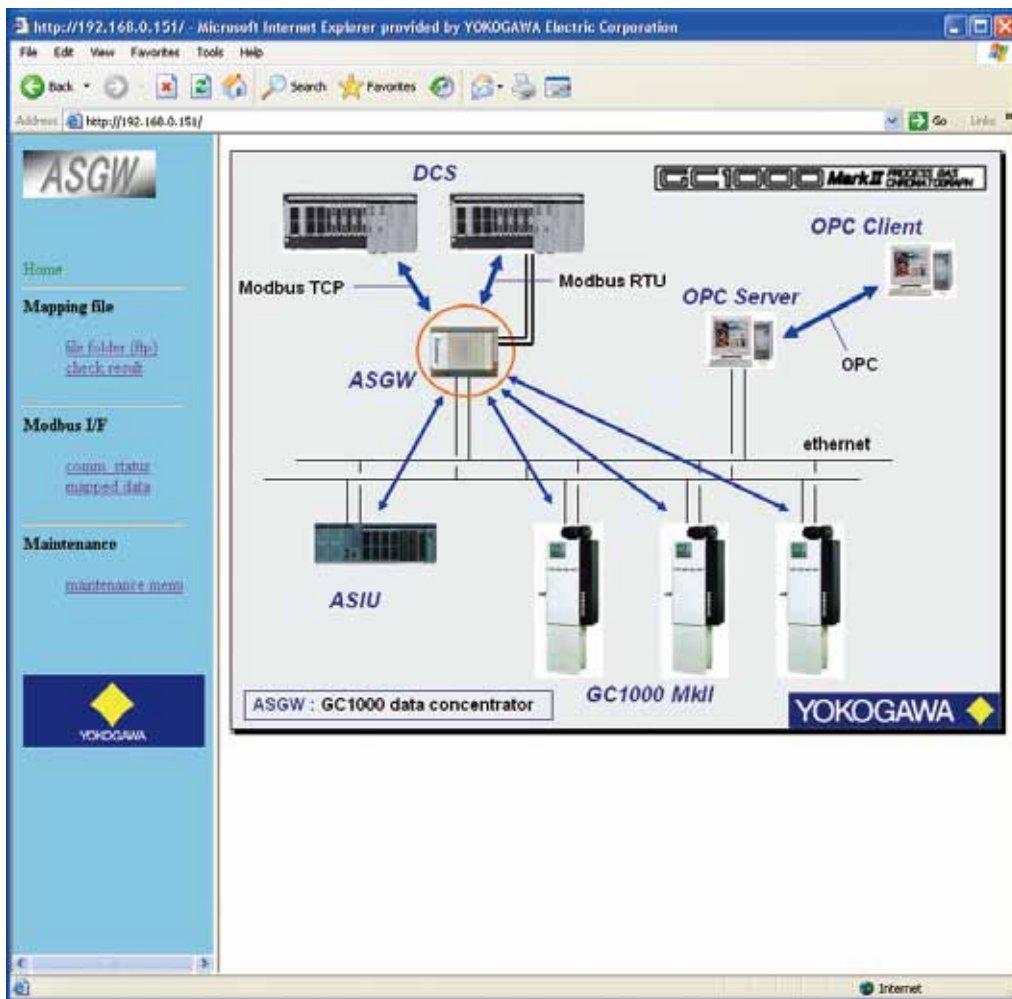 http://192.168.0.151/ - Microsoft Internet Explorer provided by YOKOGAWA Electric Corporation
File Edit View Favorites Tools Help
Back Search Favorites
Address http://192.168.0.151/ Go Links
ASGW
Home
Mapping file
file folder (ftp)
check result
Modbus I/F
comm. status
mapped data
Maintenance
maintenance menu
YOKOGAWA
DCS
GC1000 Mark II PROCESS GAS CHROMATOGRAPH
OPC Client
Modbus TCP
Modbus RTU
OPC Server
OPC
ASGW
ethernet
ASIU
GC1000 MkII
ASGW : GC1000 data concentrator
YOKOGAWA
Internet